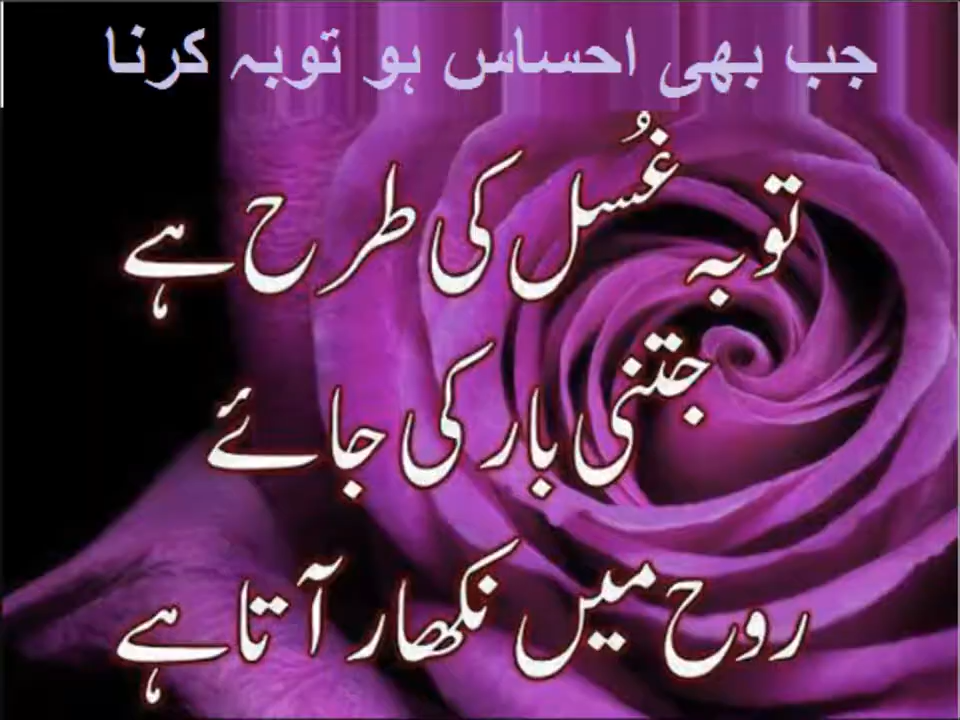 جب بھی احساس ہو توبہ کرنا
توبہ غُسل کی طرح ہے
جتنی بار کی جائے
روح میں نکھار آتا ہے